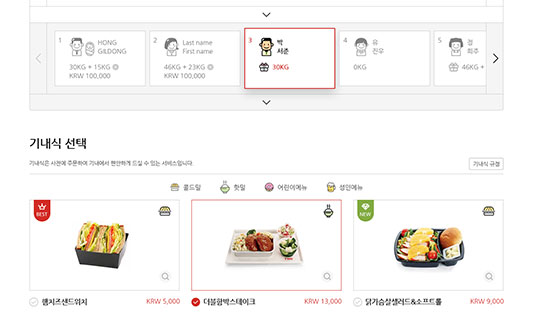 1
HONG
GILDONG
30KG + 15KG
KRW 100,000
2
Last name
First name
46KG + 23KG
KRW 100,000
3
박
서준
30KG
4
유
진우
0KG
5
정
희주
46KG +
기내식 선택
기내식은 사전에 주문하여 기내에서 편안하게 드실 수 있는 서비스입니다.
기내식 규정
콜드밀
핫밀
어린이메뉴
성인메뉴
BEST
NEW
햄치즈샌드위치
KRW 5,000
더블함박스테이크
KRW 13,000
닭가슴살샐러드&소프트롤
KRW 9,000